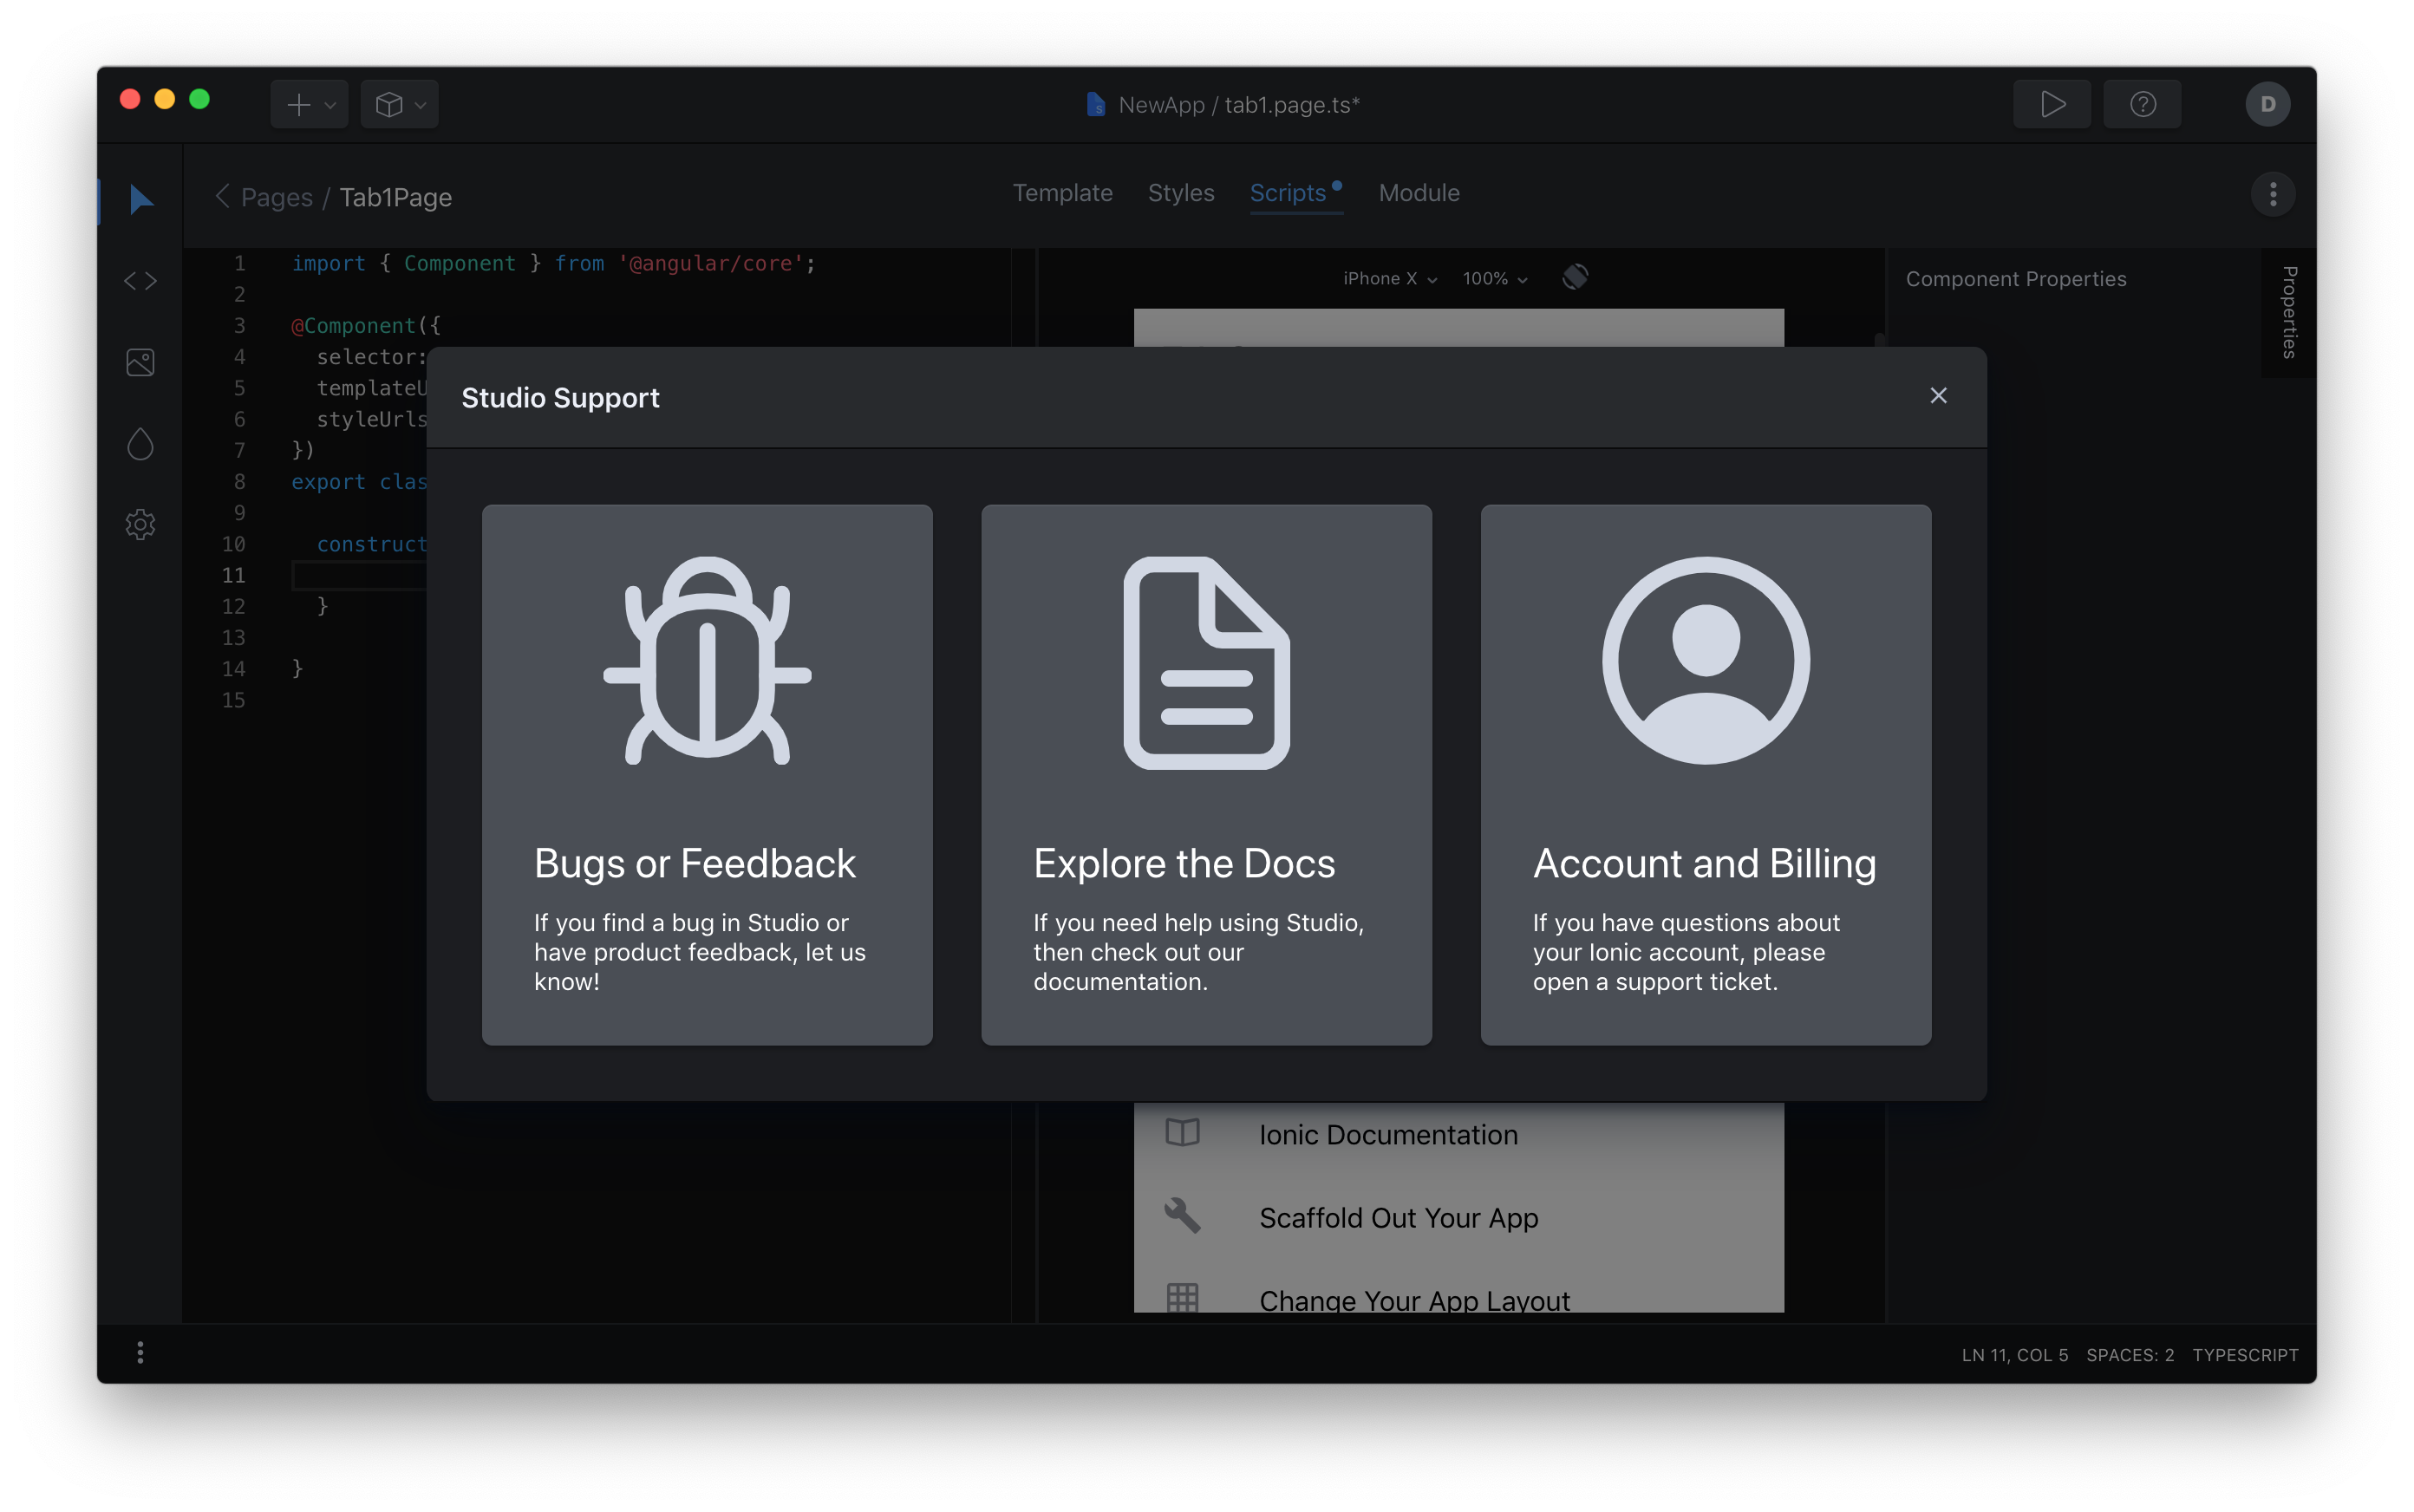 NewApp / tab1.page.ts*
D
Pages / Tab1Page
Template Styles Scripts Module
1 import { Component } from '@angular/core';
2
3 @Component({
4 selector:
5 templateU
6 styleUrls
7 })
8 export clas
9
10 construct
11
12 }
13
14 }
15
iPhone X 100%
Component Properties
Properties
Studio Support
Bugs or Feedback
If you find a bug in Studio or
have product feedback, let us
know!
Explore the Docs
If you need help using Studio,
then check out our
documentation.
Account and Billing
If you have questions about
your Ionic account, please
open a support ticket.
Ionic Documentation
Scaffold Out Your App
Change Your App Layout
LN 11, COL 5 SPACES: 2 TYPESCRIPT